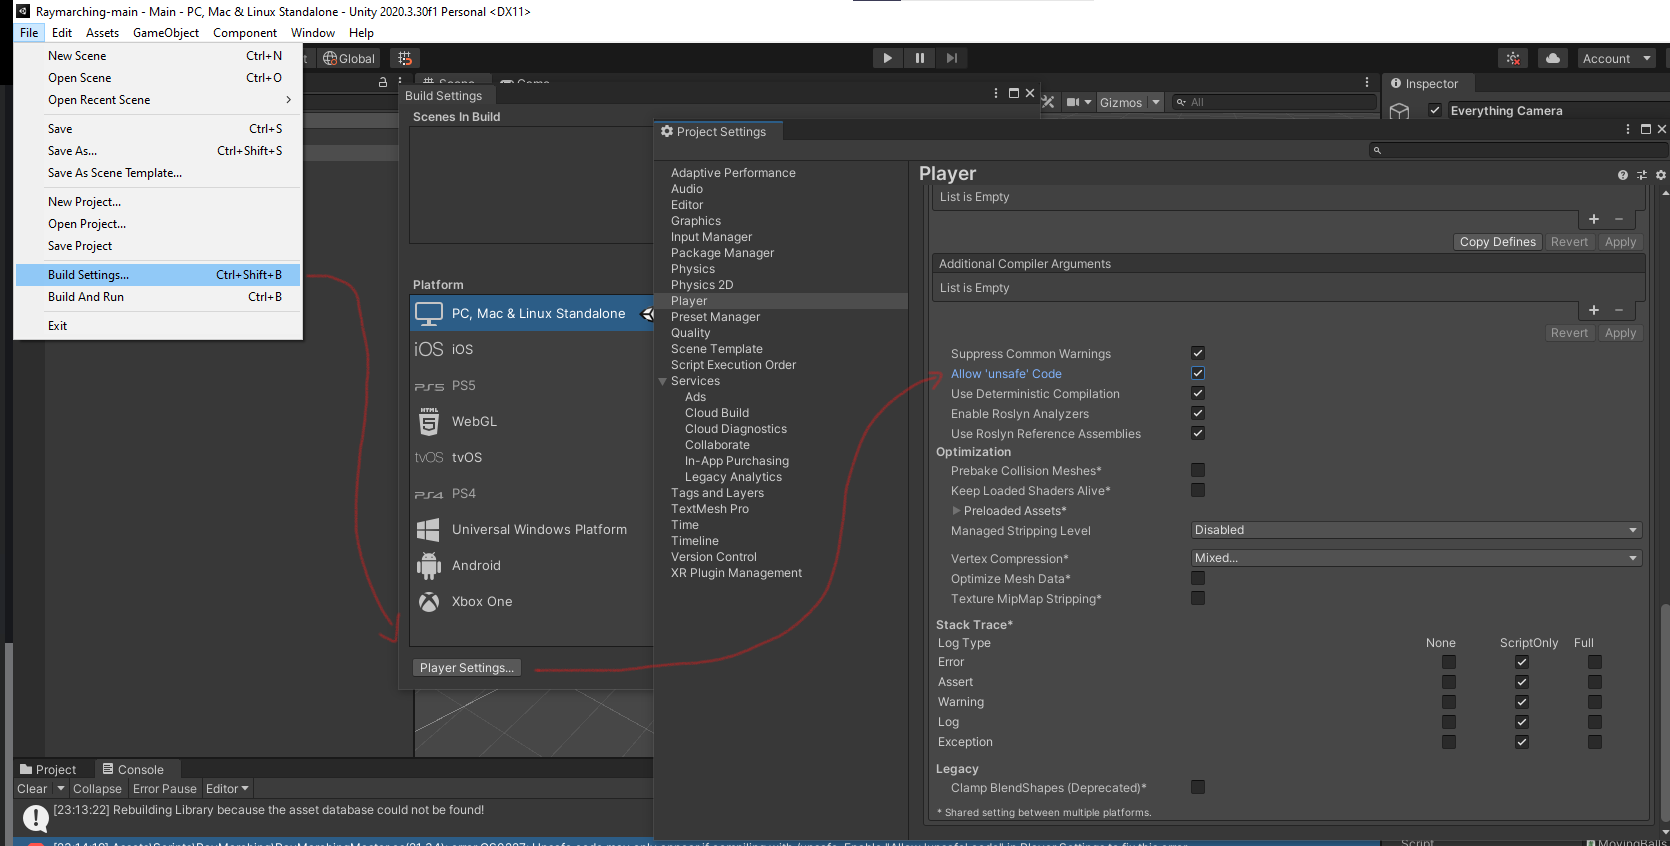 Raymarching-main - Main - PC, Mac & Linux Standalone - Unity 2020.3.30f1 Personal <DX11>
File Edit Assets GameObject Component Window Help
New Scene Ctrl+N
Open Scene Ctrl+O
Open Recent Scene
Save Ctrl+S
Save As... Ctrl+Shift+S
Save As Scene Template...
New Project...
Open Project...
Save Project
Build Settings... Ctrl+Shift+B
Build And Run Ctrl+B
Exit
Global
Account
Scene Game
Gizmos All
Inspector
Everything Camera
Build Settings
Scenes In Build
Platform
PC, Mac & Linux Standalone
iOS iOS
PS5 PS5
HTML
5 WebGL
tvOS tvOS
PS4 PS4
Universal Windows Platform
Android
Xbox One
Player Settings...
Project Settings
Adaptive Performance
Audio
Editor
Graphics
Input Manager
Package Manager
Physics
Physics 2D
Player
Preset Manager
Quality
Scene Template
Script Execution Order
Services
Ads
Cloud Build
Cloud Diagnostics
Collaborate
In-App Purchasing
Legacy Analytics
Tags and Layers
TextMesh Pro
Time
Timeline
Version Control
XR Plugin Management
Player
List is Empty
Copy Defines Revert Apply
Additional Compiler Arguments
List is Empty
Revert Apply
Suppress Common Warnings
Allow 'unsafe' Code
Use Deterministic Compilation
Enable Roslyn Analyzers
Use Roslyn Reference Assemblies
Optimization
Prebake Collision Meshes*
Keep Loaded Shaders Alive*
Preloaded Assets*
Managed Stripping Level Disabled
Vertex Compression* Mixed...
Optimize Mesh Data*
Texture MipMap Stripping*
Stack Trace*
Log Type None ScriptOnly Full
Error
Assert
Warning
Log
Exception
Legacy
Clamp BlendShapes (Deprecated)*
* Shared setting between multiple platforms.
Project Console
Clear Collapse Error Pause Editor
[23:13:22] Rebuilding Library because the asset database could not be found!
Script MovingBalls